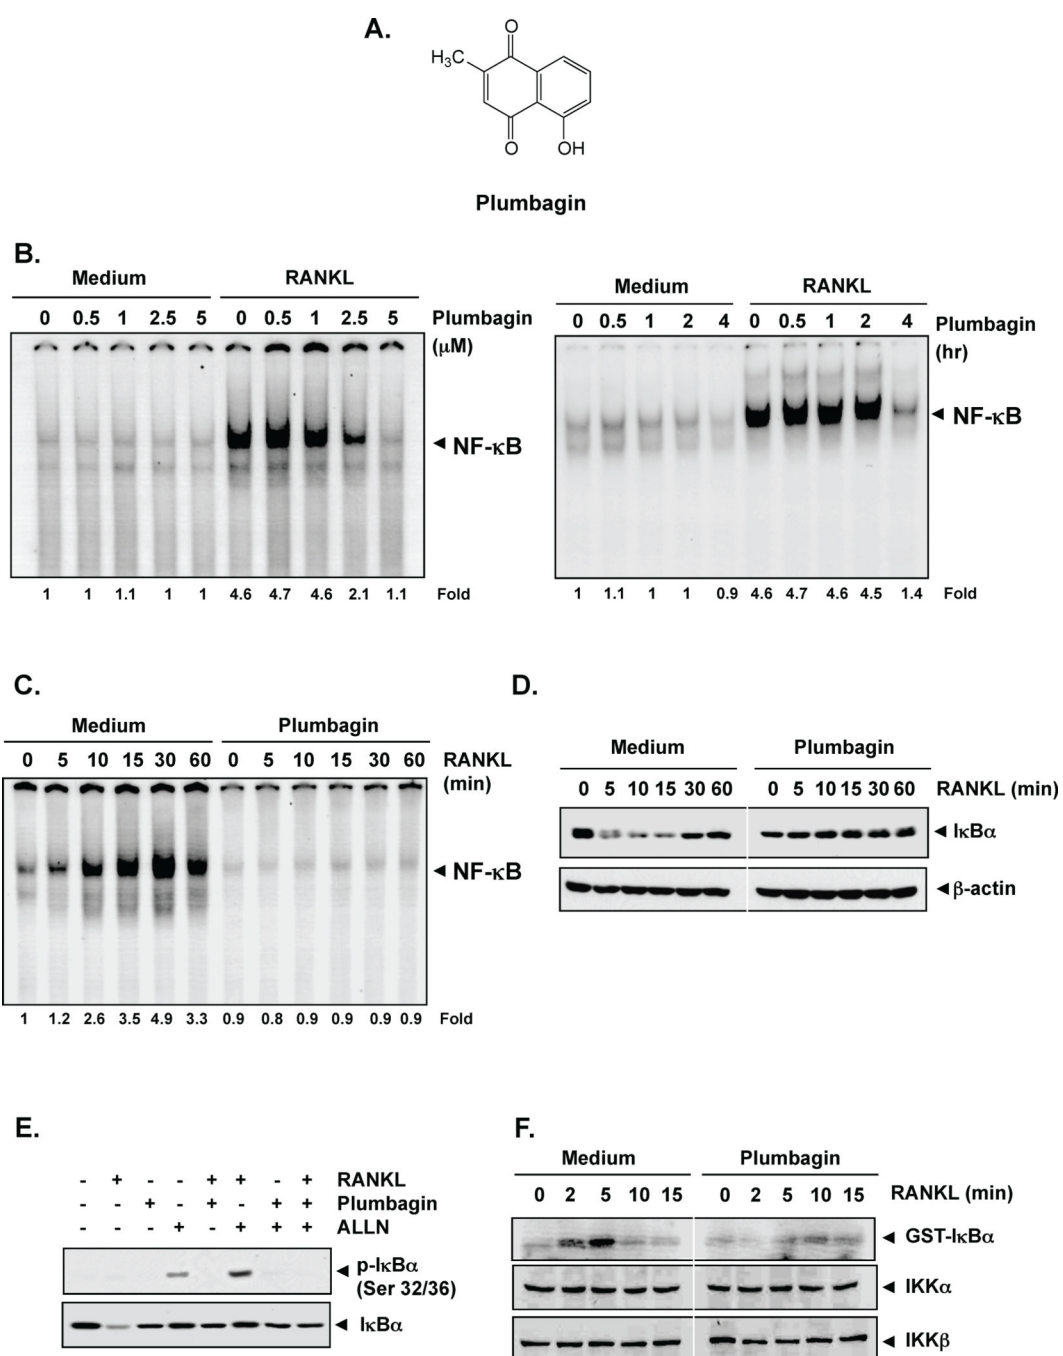 A.
O
H₃C
O
OH
Plumbagin
B.
Medium RANKL
0 0.5 1 2.5 5 0 0.5 1 2.5 5 Plumbagin
(μM)
NF-κB
1 1 1.1 1 1 4.6 4.7 4.6 2.1 1.1 Fold
Medium RANKL
0 0.5 1 2 4 0 0.5 1 2 4 Plumbagin
(hr)
NF-κB
1 1.1 1 1 0.9 4.6 4.7 4.6 4.5 1.4 Fold
C.
Medium Plumbagin
0 5 10 15 30 60 0 5 10 15 30 60 RANKL
(min)
NF-κB
1 1.2 2.6 3.5 4.9 3.3 0.9 0.8 0.9 0.9 0.9 0.9 Fold
D.
Medium Plumbagin
0 5 10 15 30 60 0 5 10 15 30 60 RANKL (min)
IκBα
β-actin
E.
- + - - + + - + RANKL
- - + - + - + + Plumbagin
- - - + - + + + ALLN
p-IκBα
(Ser 32/36)
IκBα
F.
Medium Plumbagin
0 2 5 10 15 0 2 5 10 15 RANKL (min)
GST-IκBα
IKKα
IKKβ